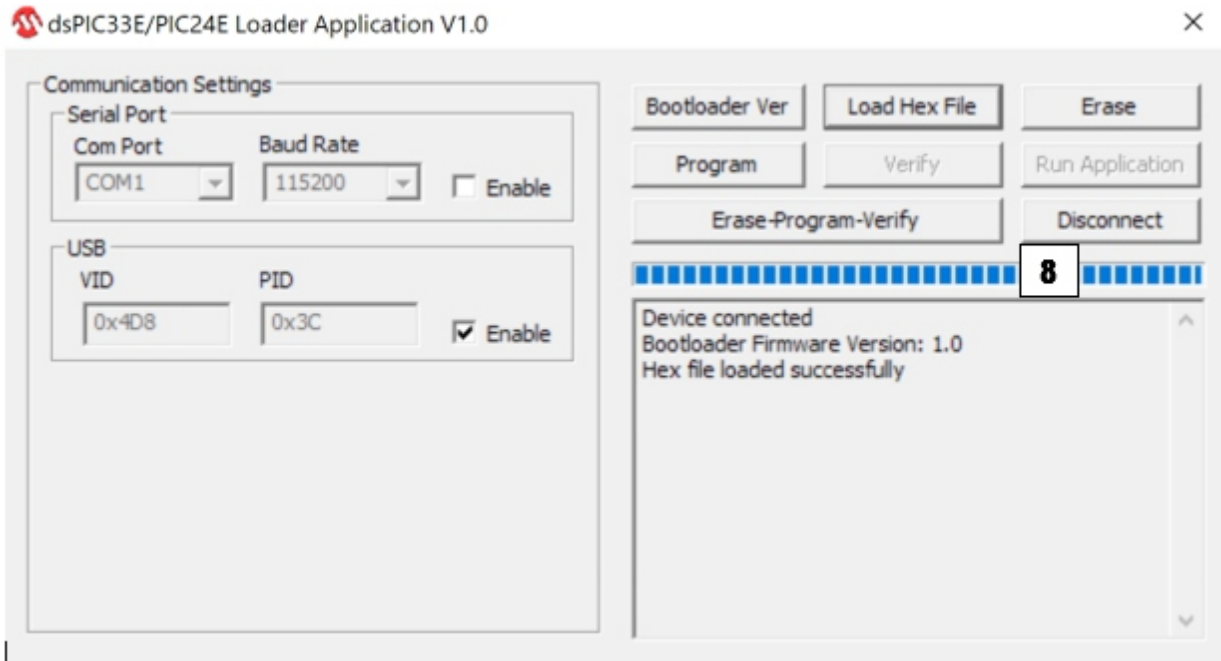 dsPIC33E/PIC24E Loader Application V1.0
Communication Settings
Serial Port
Com Port Baud Rate
COM1 115200 Enable
USB
VID PID
0x4D8 0x3C Enable
Bootloader Ver Load Hex File Erase
Program Verify Run Application
Erase-Program-Verify Disconnect
8
Device connected
Bootloader Firmware Version: 1.0
Hex file loaded successfully